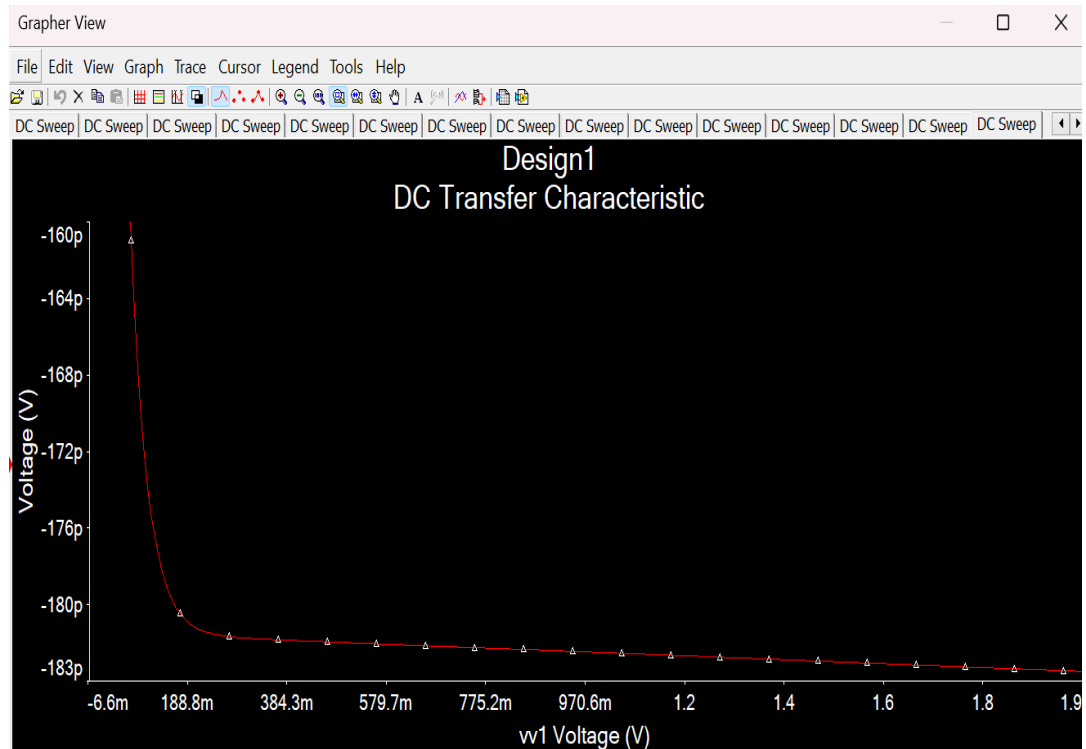 Grapher View
File Edit View Graph Trace Cursor Legend Tools Help
A
DC Sweep DC Sweep DC Sweep DC Sweep DC Sweep DC Sweep DC Sweep DC Sweep DC Sweep DC Sweep DC Sweep DC Sweep DC Sweep DC Sweep DC Sweep
Design1
DC Transfer Characteristic
Voltage (V)
-160p
-164p
-168p
-172p
-176p
-180p
-183p
-6.6m 188.8m 384.3m 579.7m 775.2m 970.6m 1.2 1.4 1.6 1.8 1.9
vv1 Voltage (V)